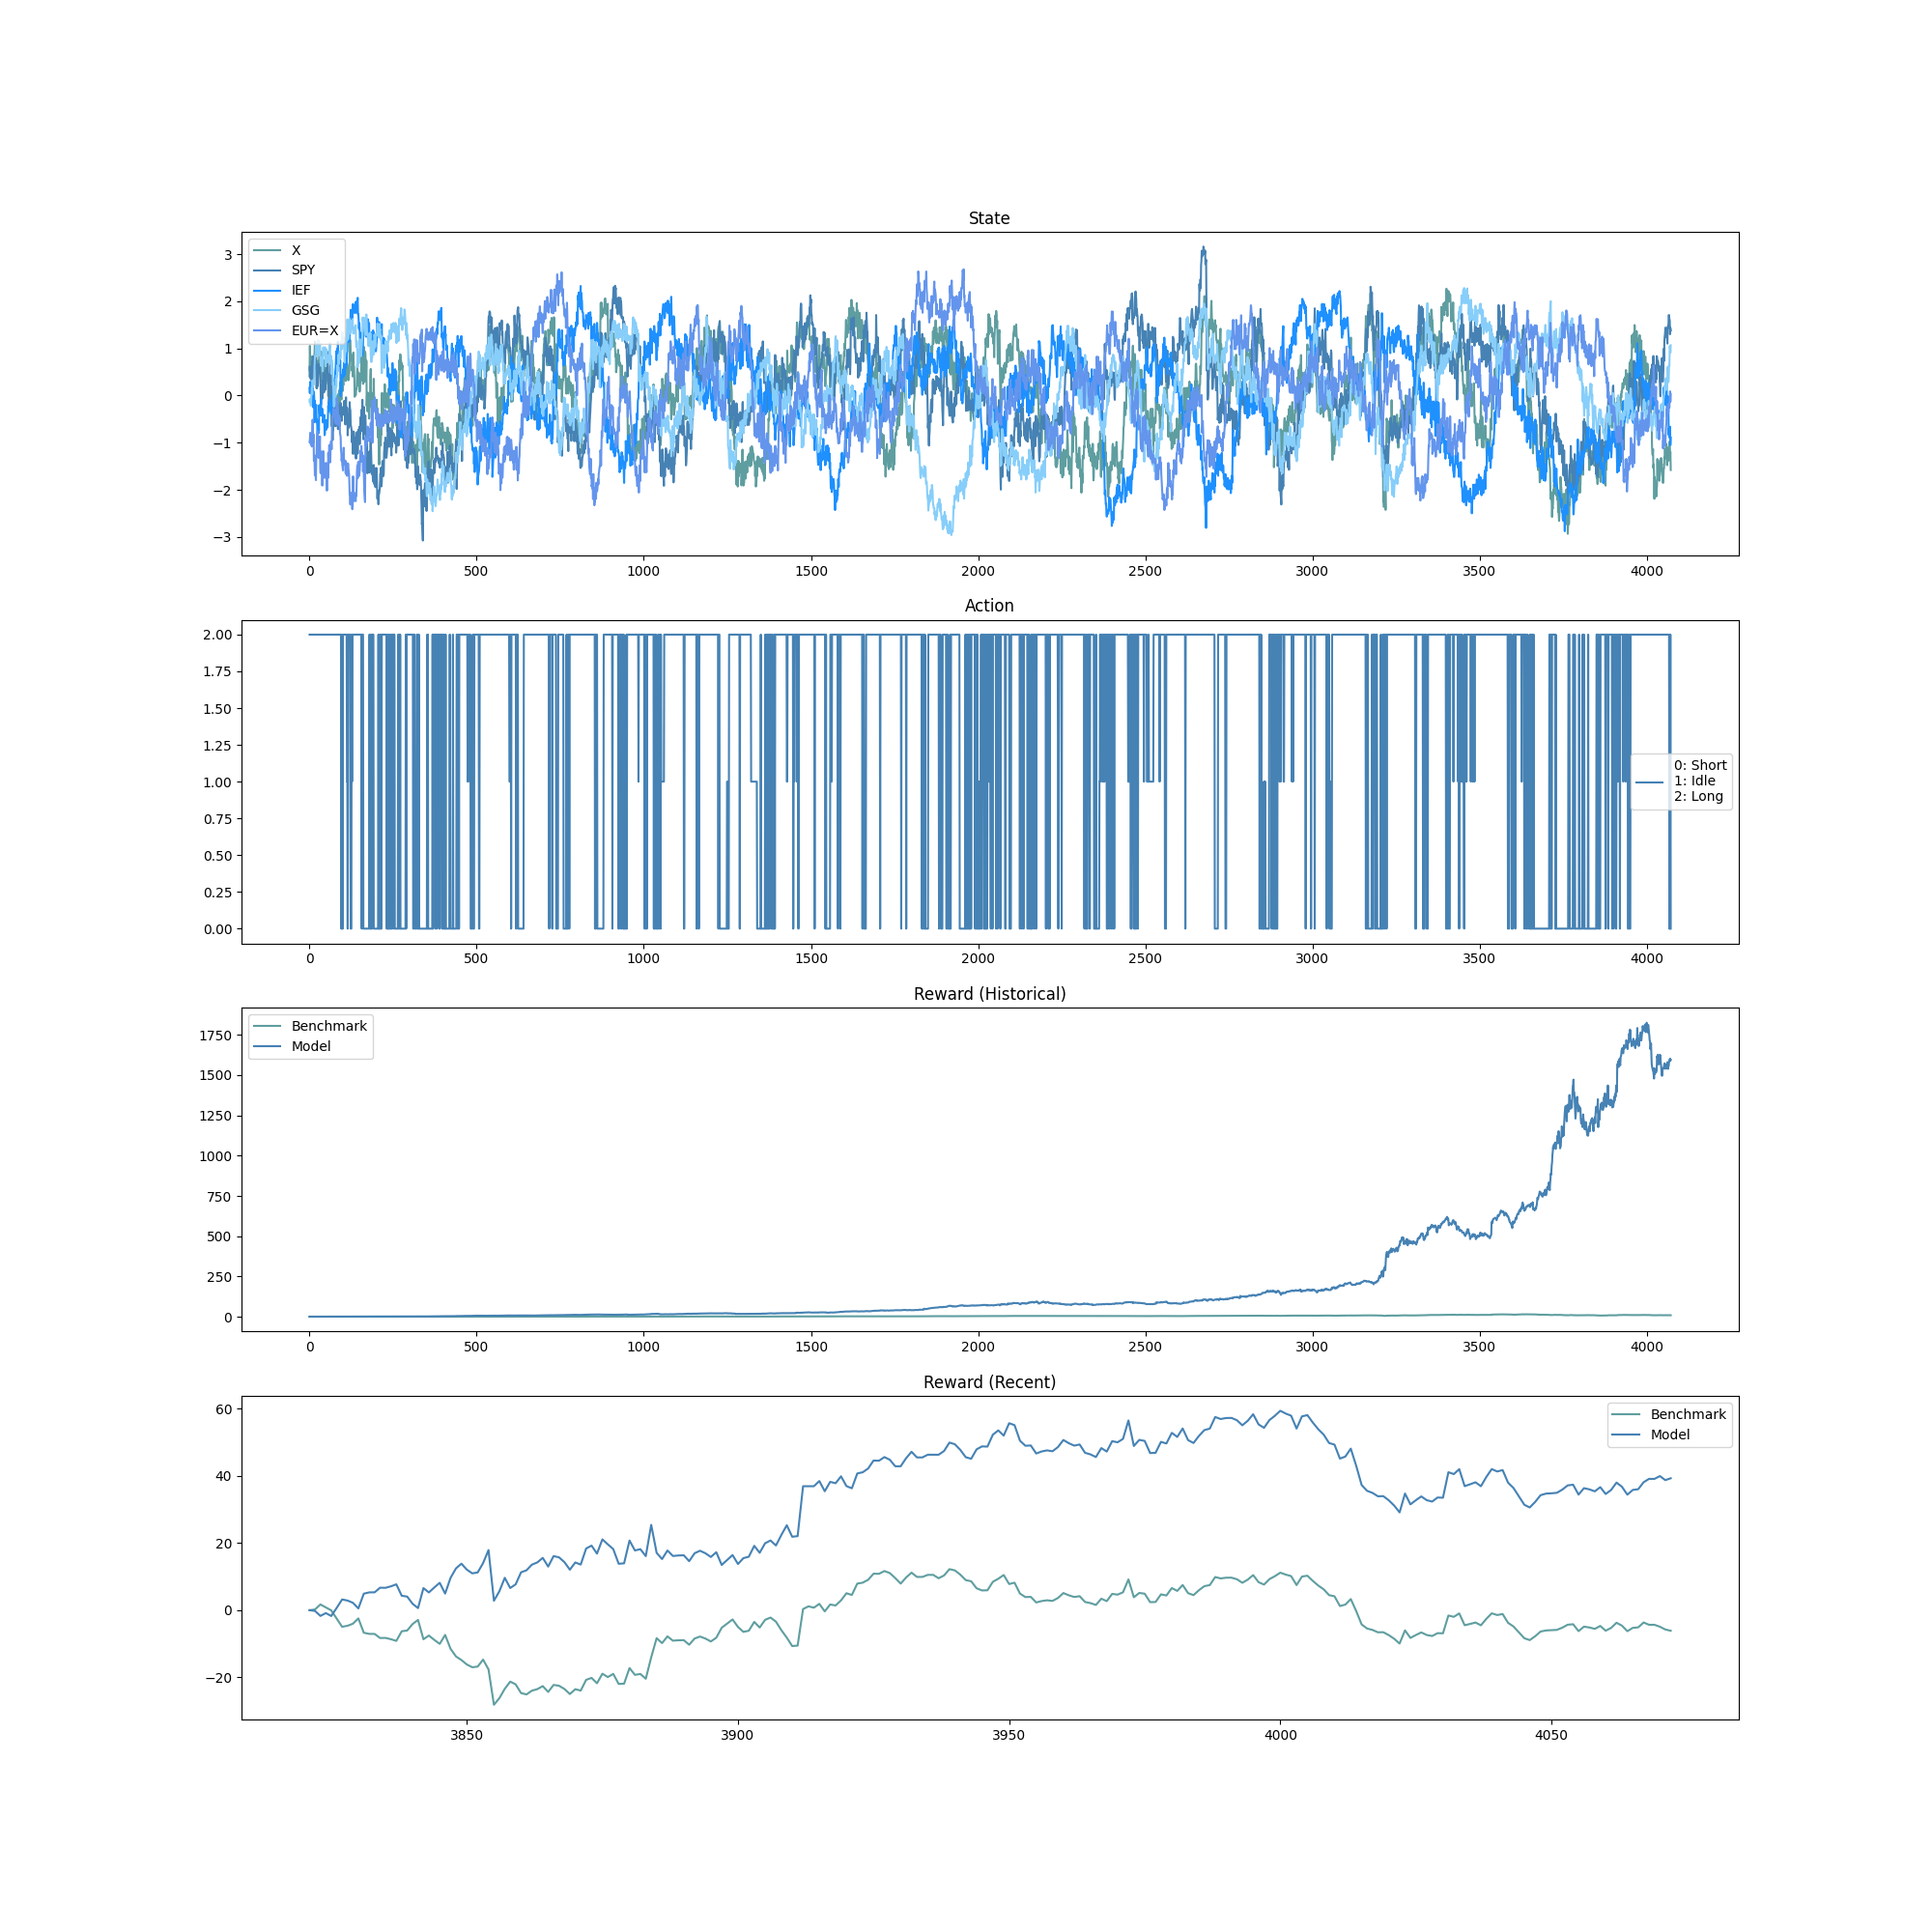 State
X
SPY
IEF
GSG
EUR=X
3
2
1
0
−1
−2
−3
0 500 1000 1500 2000 2500 3000 3500 4000
Action
2.00
1.75
1.50
1.25
1.00
0.75
0.50
0.25
0.00
0: Short
1: Idle
2: Long
0 500 1000 1500 2000 2500 3000 3500 4000
Reward (Historical)
Benchmark
Model
1750
1500
1250
1000
750
500
250
0
0 500 1000 1500 2000 2500 3000 3500 4000
Reward (Recent)
Benchmark
Model
60
40
20
0
−20
3850 3900 3950 4000 4050